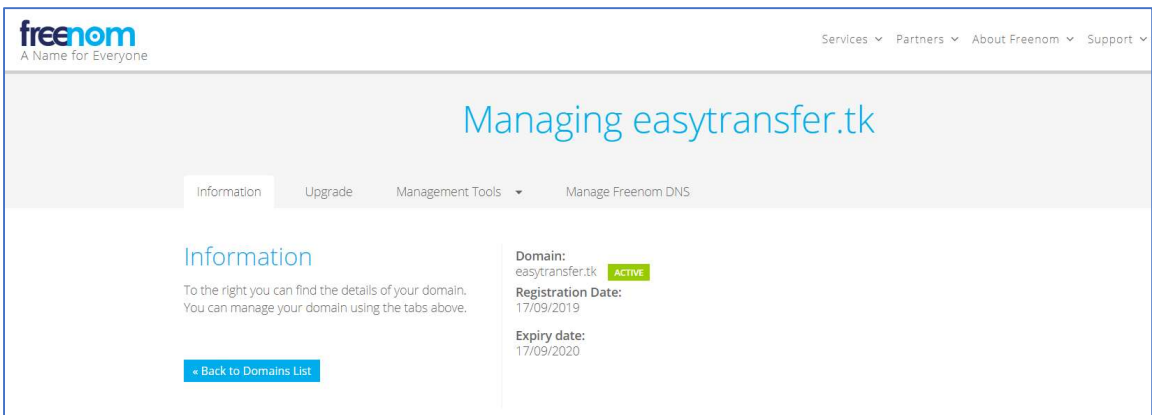 freenom
A Name for Everyone
Services Partners About Freenom Support
Managing easytransfer.tk
Information Upgrade Management Tools Manage Freenom DNS
Information
To the right you can find the details of your domain.
You can manage your domain using the tabs above.
« Back to Domains List
Domain:
easytransfer.tk ACTIVE
Registration Date:
17/09/2019
Expiry date:
17/09/2020